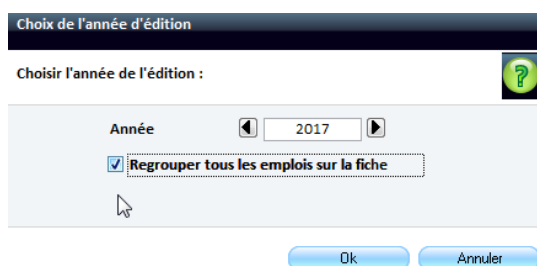 Choix de l'année d'édition
Choisir l'année de l'édition :
?
Année 2017
Regrouper tous les emplois sur la fiche
Ok Annuler